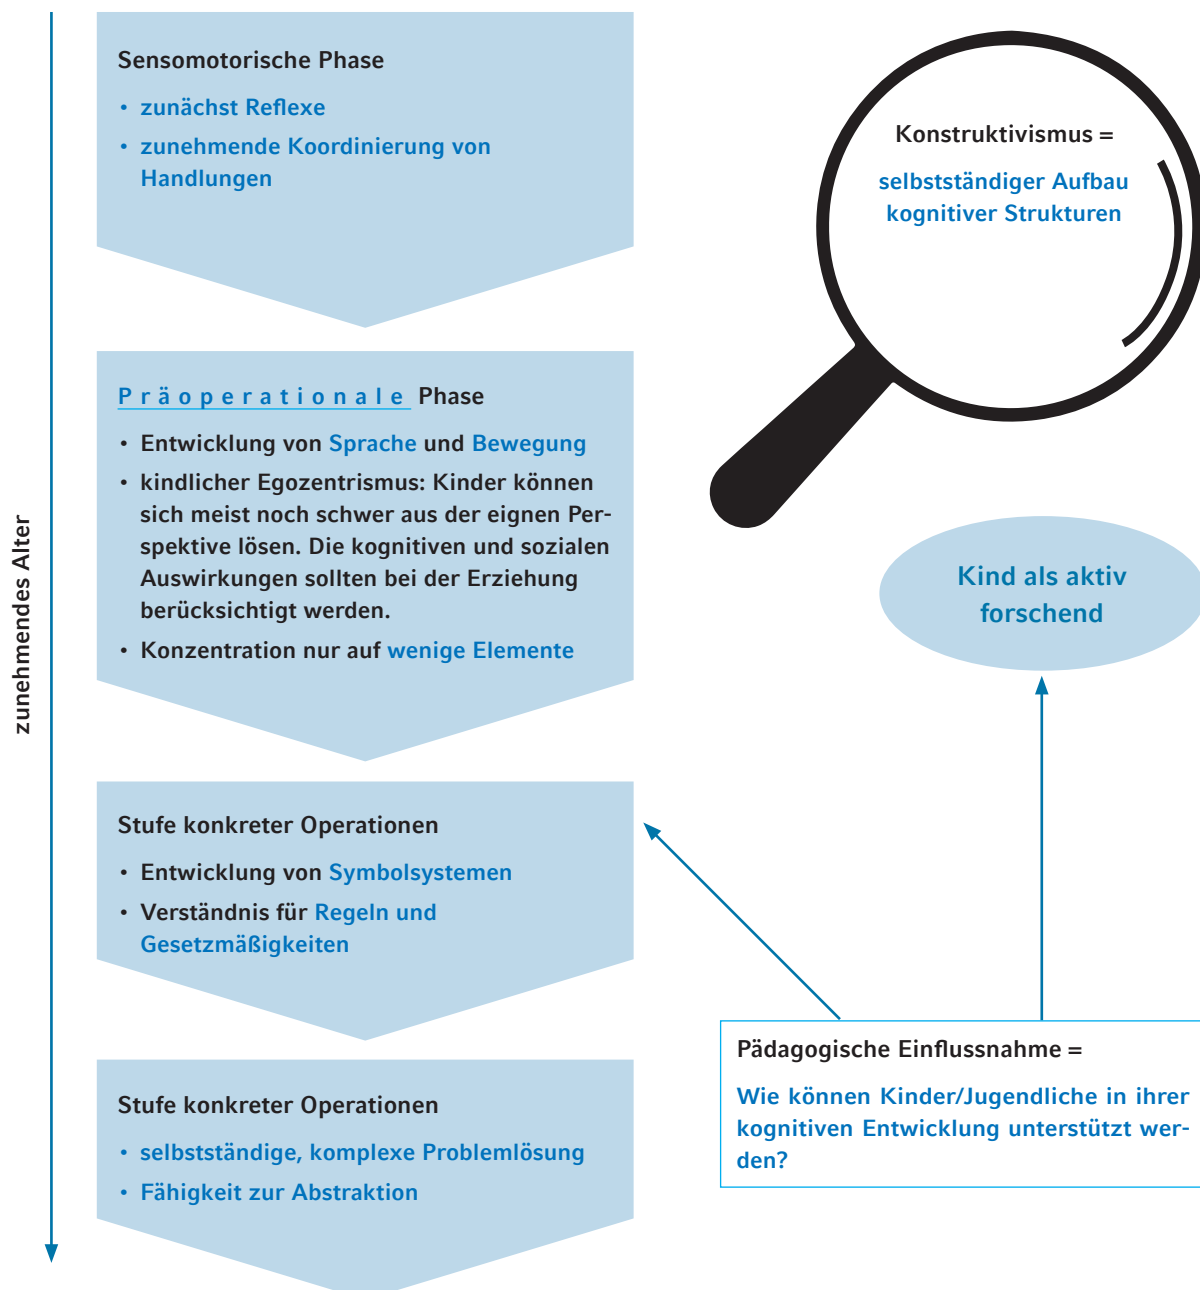 zunehmendes Alter
Sensomotorische Phase
• zunächst Reflexe
• zunehmende Koordinierung von
Handlungen
Präoperationale Phase
• Entwicklung von Sprache und Bewegung
• kindlicher Egozentrismus: Kinder können
sich meist noch schwer aus der eignen Per-
spektive lösen. Die kognitiven und sozialen
Auswirkungen sollten bei der Erziehung
berücksichtigt werden.
• Konzentration nur auf wenige Elemente
Stufe konkreter Operationen
• Entwicklung von Symbolsystemen
• Verständnis für Regeln und
Gesetzmäßigkeiten
Stufe konkreter Operationen
• selbstständige, komplexe Problemlösung
• Fähigkeit zur Abstraktion
Konstruktivismus =
selbstständiger Aufbau
kognitiver Strukturen
Kind als aktiv
forschend
Pädagogische Einflussnahme =
Wie können Kinder/Jugendliche in ihrer
kognitiven Entwicklung unterstützt wer-
den?